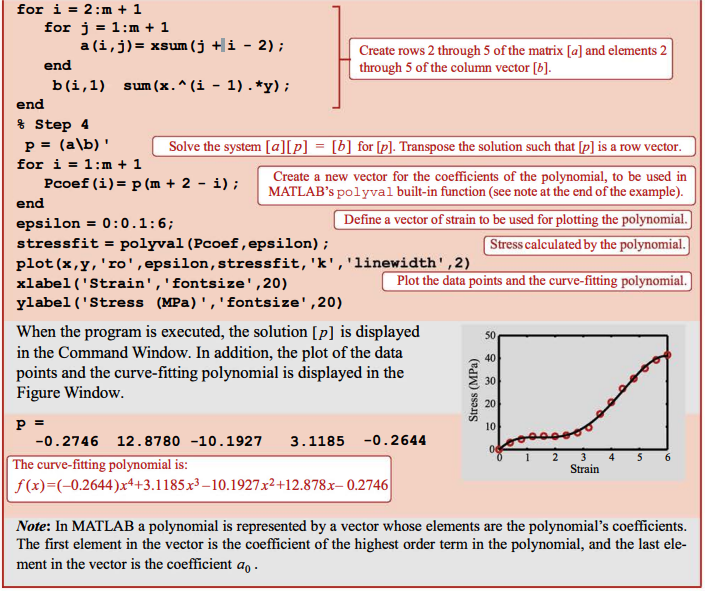 for i = 2:m + 1
for j = 1:m + 1
a(i,j)= xsum(j + i - 2);
Create rows 2 through 5 of the matrix [a] and elements 2
through 5 of the column vector [b].
end
b(i,1) sum(x.^(i - 1).*y);
end
% Step 4
p = (a\b)'
Solve the system [a][p] = [b] for [p]. Transpose the solution such that [p] is a row vector.
for i = 1:m + 1
Pcoef(i)= p(m + 2 - i);
Create a new vector for the coefficients of the polynomial, to be used in
MATLAB's polyval built-in function (see note at the end of the example).
end
epsilon = 0:0.1:6;
Define a vector of strain to be used for plotting the polynomial.
stressfit = polyval(Pcoef,epsilon);
Stress calculated by the polynomial.
plot(x,y,'ro',epsilon,stressfit,'k','linewidth',2)
xlabel('Strain','fontsize',20)
Plot the data points and the curve-fitting polynomial.
ylabel('Stress (MPa)','fontsize',20)
When the program is executed, the solution [p] is displayed
in the Command Window. In addition, the plot of the data
points and the curve-fitting polynomial is displayed in the
Figure Window.
50
40
30
20
10
0
Stress (MPa)
0 1 2 3 4 5 6
Strain
p =
-0.2746 12.8780 -10.1927 3.1185 -0.2644
The curve-fitting polynomial is:
f(x)=(−0.2644)x⁴+3.1185x³−10.1927x²+12.878x−0.2746
Note: In MATLAB a polynomial is represented by a vector whose elements are the polynomial's coefficients.
The first element in the vector is the coefficient of the highest order term in the polynomial, and the last ele-
ment in the vector is the coefficient a₀ .